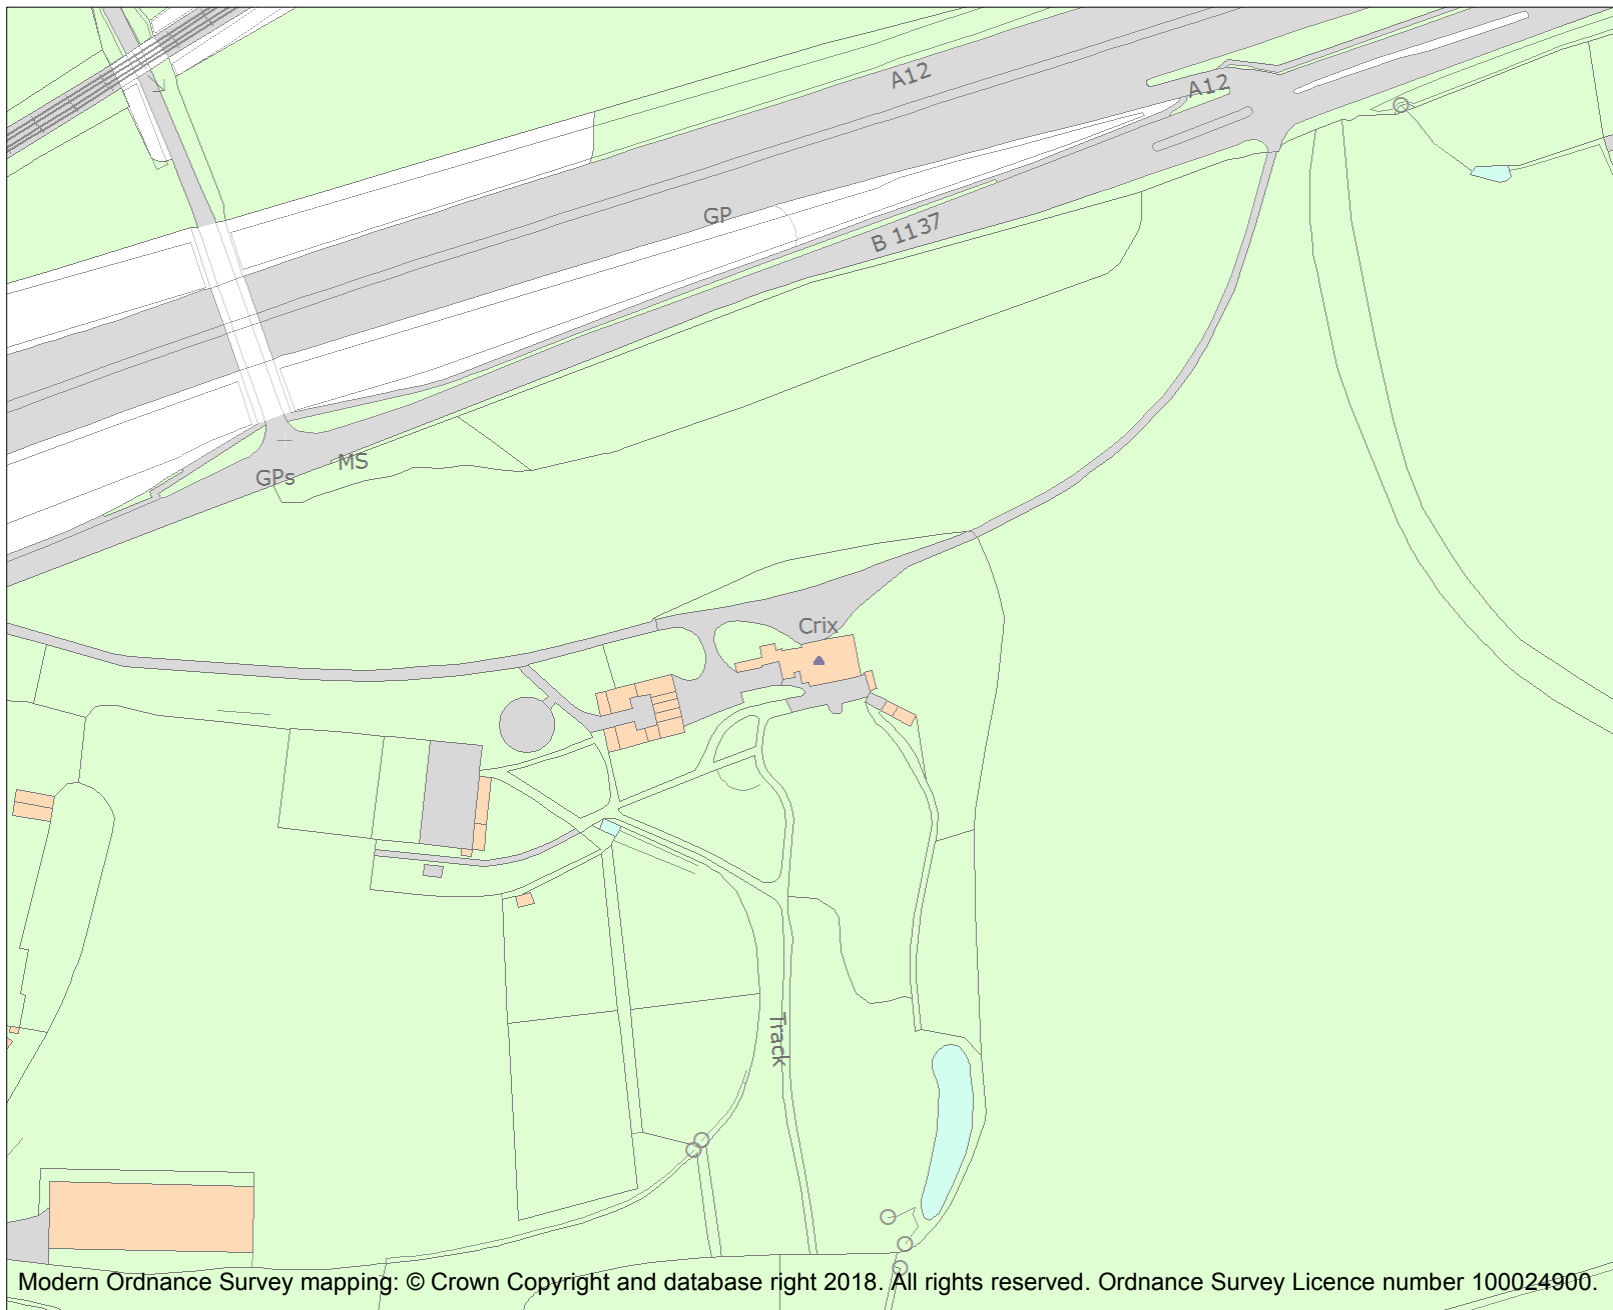 A12
A12
GP
B 1137
MS
GPs
Crix
Track
Modern Ordnance Survey mapping: © Crown Copyright and database right 2018. All rights reserved. Ordnance Survey Licence number 100024900.